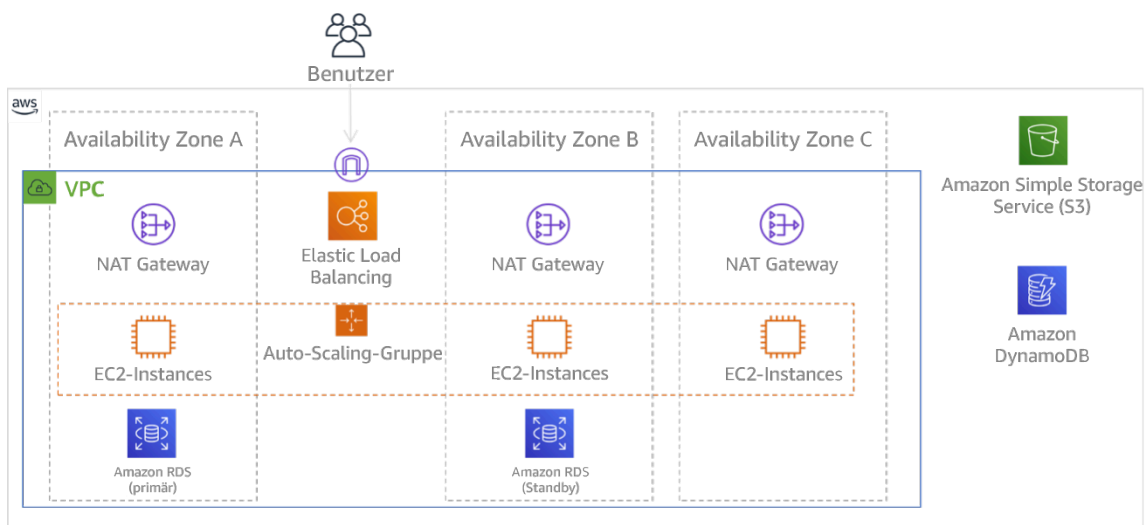 Benutzer
aws
Availability Zone A
Availability Zone B
Availability Zone C
VPC
NAT Gateway
Elastic Load
Balancing
NAT Gateway
NAT Gateway
Amazon Simple Storage
Service (S3)
Auto-Scaling-Gruppe
EC2-Instances
EC2-Instances
EC2-Instances
Amazon
DynamoDB
Amazon RDS
(primär)
Amazon RDS
(Standby)